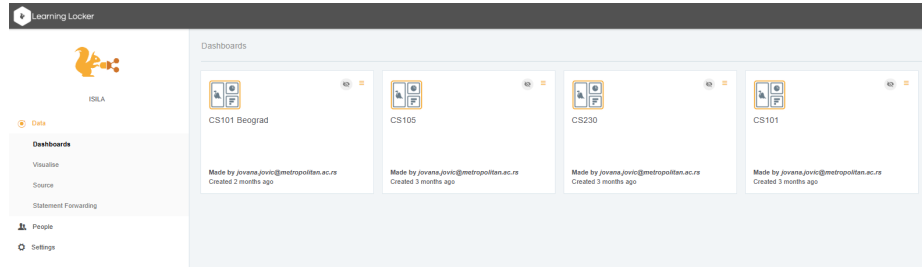 Learning Locker
ISILA
Data
Dashboards
Visualise
Source
Statement Forwarding
People
Settings
Dashboards
CS101 Beograd
Made by jovana.jovic@metropolitan.ac.rs
Created 2 months ago
CS105
Made by jovana.jovic@metropolitan.ac.rs
Created 3 months ago
CS230
Made by jovana.jovic@metropolitan.ac.rs
Created 3 months ago
CS101
Made by jovana.jovic@metropolitan.ac.rs
Created 3 months ago